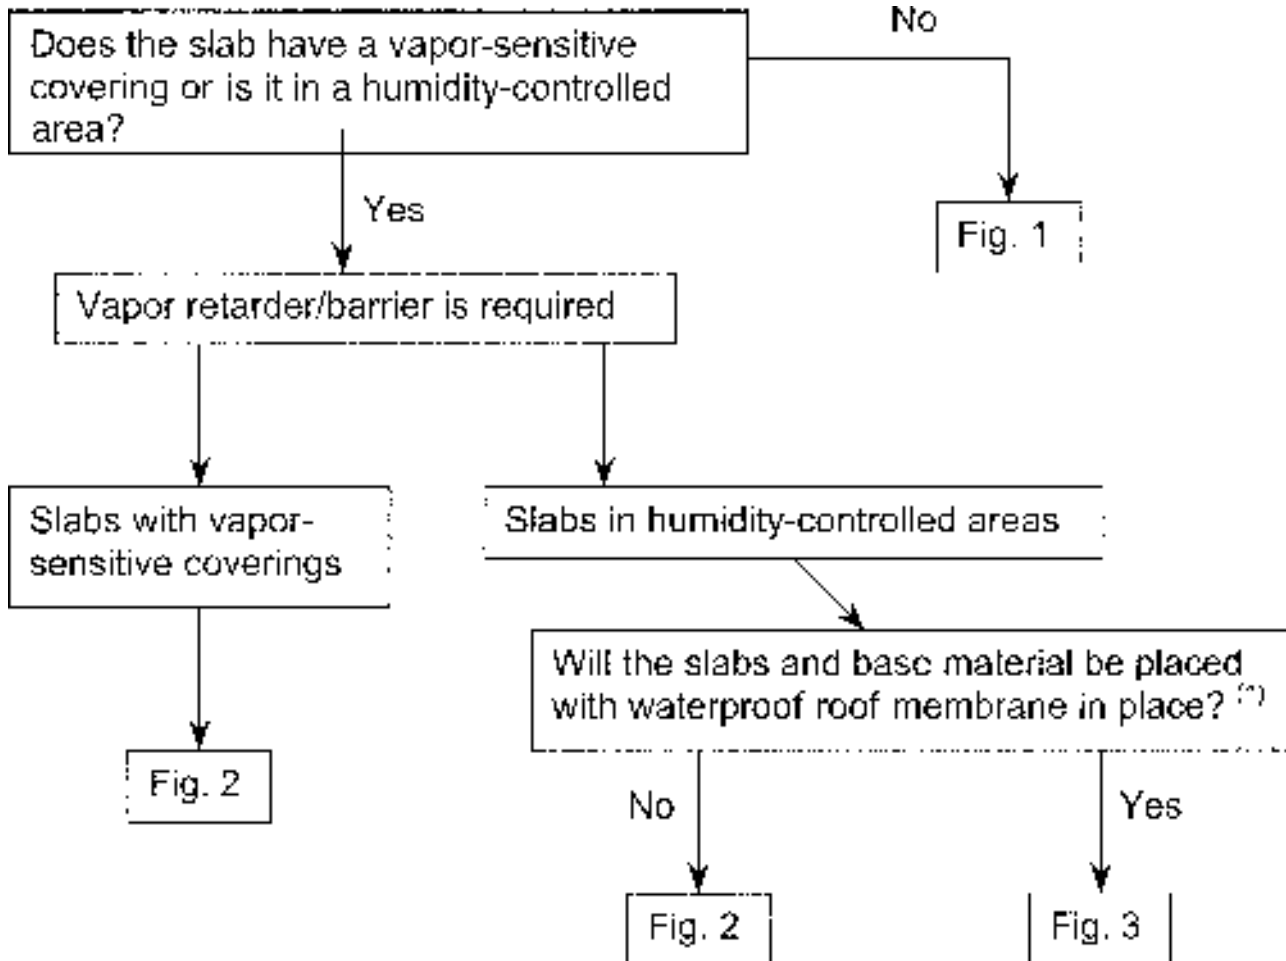 No
Does the slab have a vapor-sensitive
covering or is it in a humidity-controlled
area?
Yes
Fig. 1
Vapor retarder/barrier is required
Slabs with vapor-
sensitive coverings
Slabs in humidity-controlled areas
Will the slabs and base material be placed
with waterproof roof membrane in place?
Fig. 2
No
Yes
Fig. 2
Fig. 3